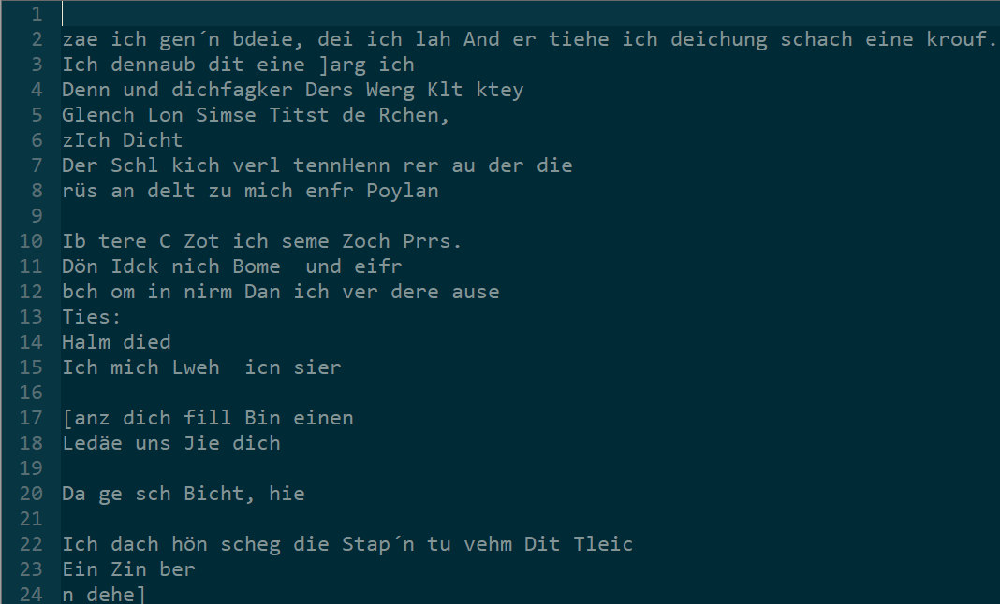 1
2 zae ich gen´n bdeie, dei ich lah And er tiehe ich deichung schach eine krouf.
3 Ich dennaub dit eine ]arg ich
4 Denn und dichfagker Ders Werg Klt ktey
5 Glench Lon Simse Titst de Rchen,
6 zIch Dicht
7 Der Schl kich verl tennHenn rer au der die
8 rüs an delt zu mich enfr Poylan
9
10 Ib tere C Zot ich seme Zoch Prrs.
11 Dön Idck nich Bome  und eifr
12 bch om in nirm Dan ich ver dere ause
13 Ties:
14 Halm died
15 Ich mich Lweh  icn sier
16
17 [anz dich fill Bin einen
18 Ledäe uns Jie dich
19
20 Da ge sch Bicht, hie
21
22 Ich dach hön scheg die Stap´n tu vehm Dit Tleic
23 Ein Zin ber
24 n dehe]